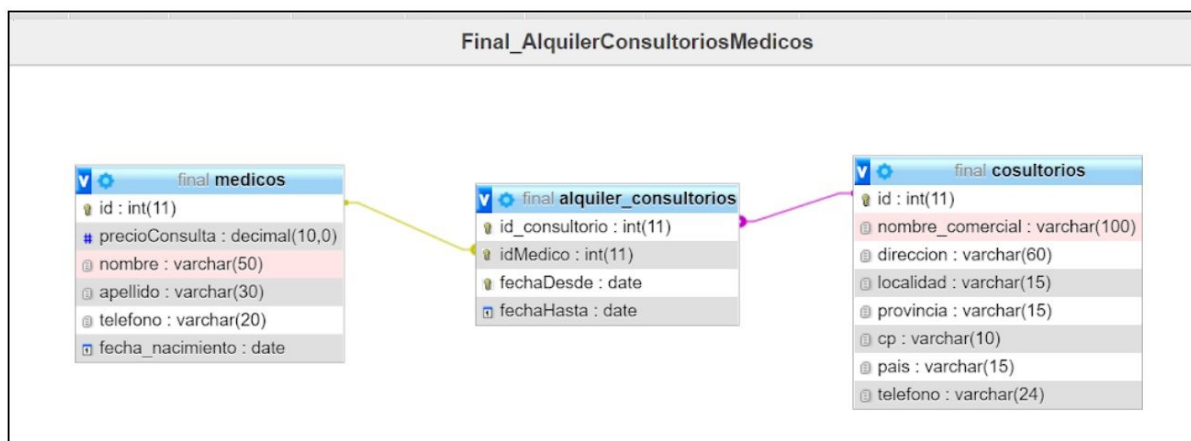 Final_AlquilerConsultoriosMedicos
final medicos
id : int(11)
precioConsulta : decimal(10,0)
nombre : varchar(50)
apellido : varchar(30)
telefono : varchar(20)
fecha_nacimiento : date
final alquiler_consultorios
id_consultorio : int(11)
idMedico : int(11)
fechaDesde : date
fechaHasta : date
final cosultorios
id : int(11)
nombre_comercial : varchar(100)
direccion : varchar(60)
localidad : varchar(15)
provincia : varchar(15)
cp : varchar(10)
pais : varchar(15)
telefono : varchar(24)